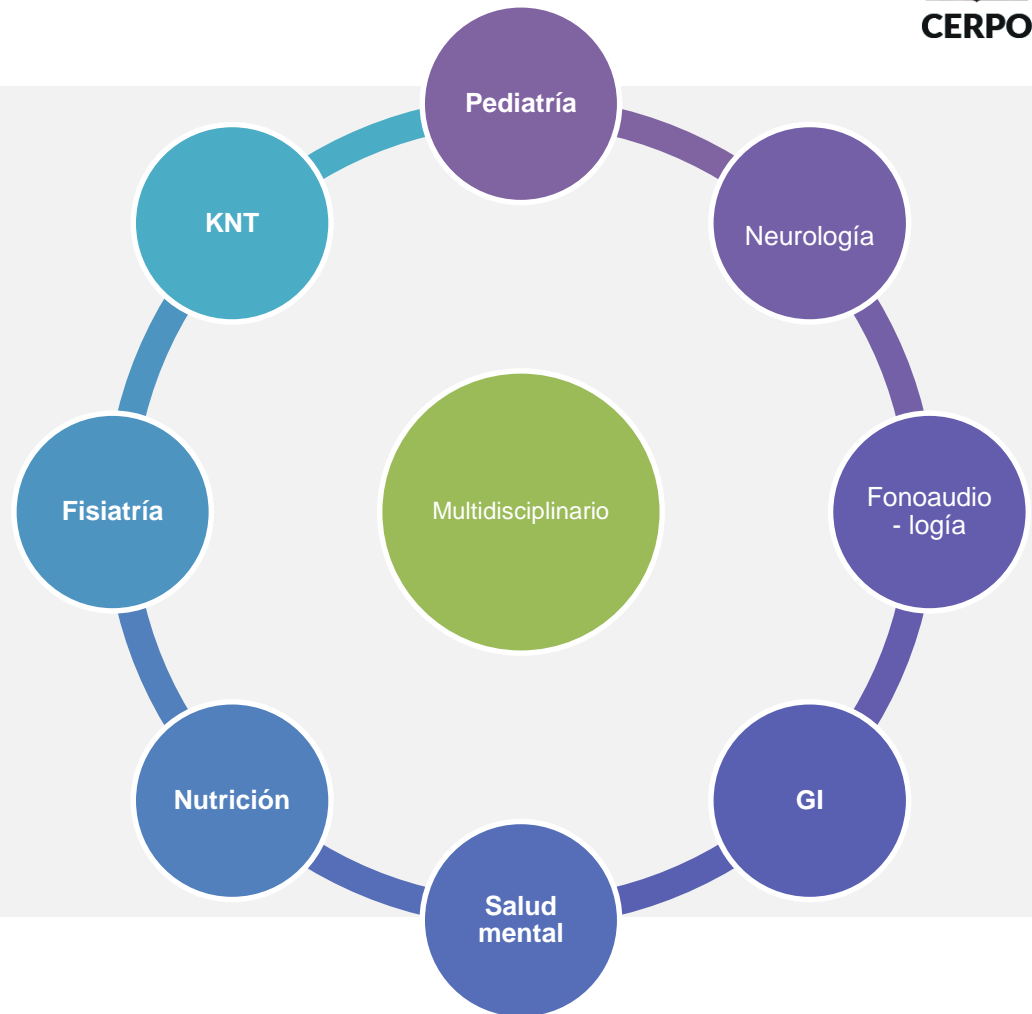 CERPO
Pediatría
Neurología
Fonoaudio
- logía
GI
Salud
mental
Nutrición
Fisiatría
KNT
Multidisciplinario